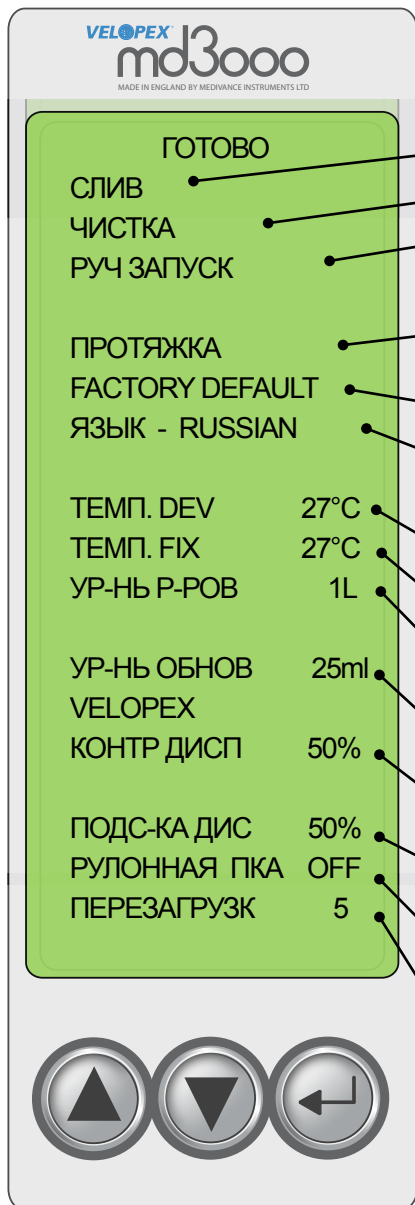 VELOPEX
md3000
MADE IN ENGLAND BY MEDIVANCE INSTRUMENTS LTD
ГОТОВО
СЛИВ
ЧИСТКА
РУЧ ЗАПУСК
ПРОТЯЖКА
FACTORY DEFAULT
ЯЗЫК - RUSSIAN
ТЕМП. DEV 27°C
ТЕМП. FIX 27°C
УР-НЬ Р-РОВ 1L
УР-НЬ ОБНОВ 25ml
VELOPEX
КОНТР ДИСП 50%
ПОДС-КА ДИС 50%
РУЛОННАЯ ПКА OFF
ПЕРЕЗАГРУЗК 5